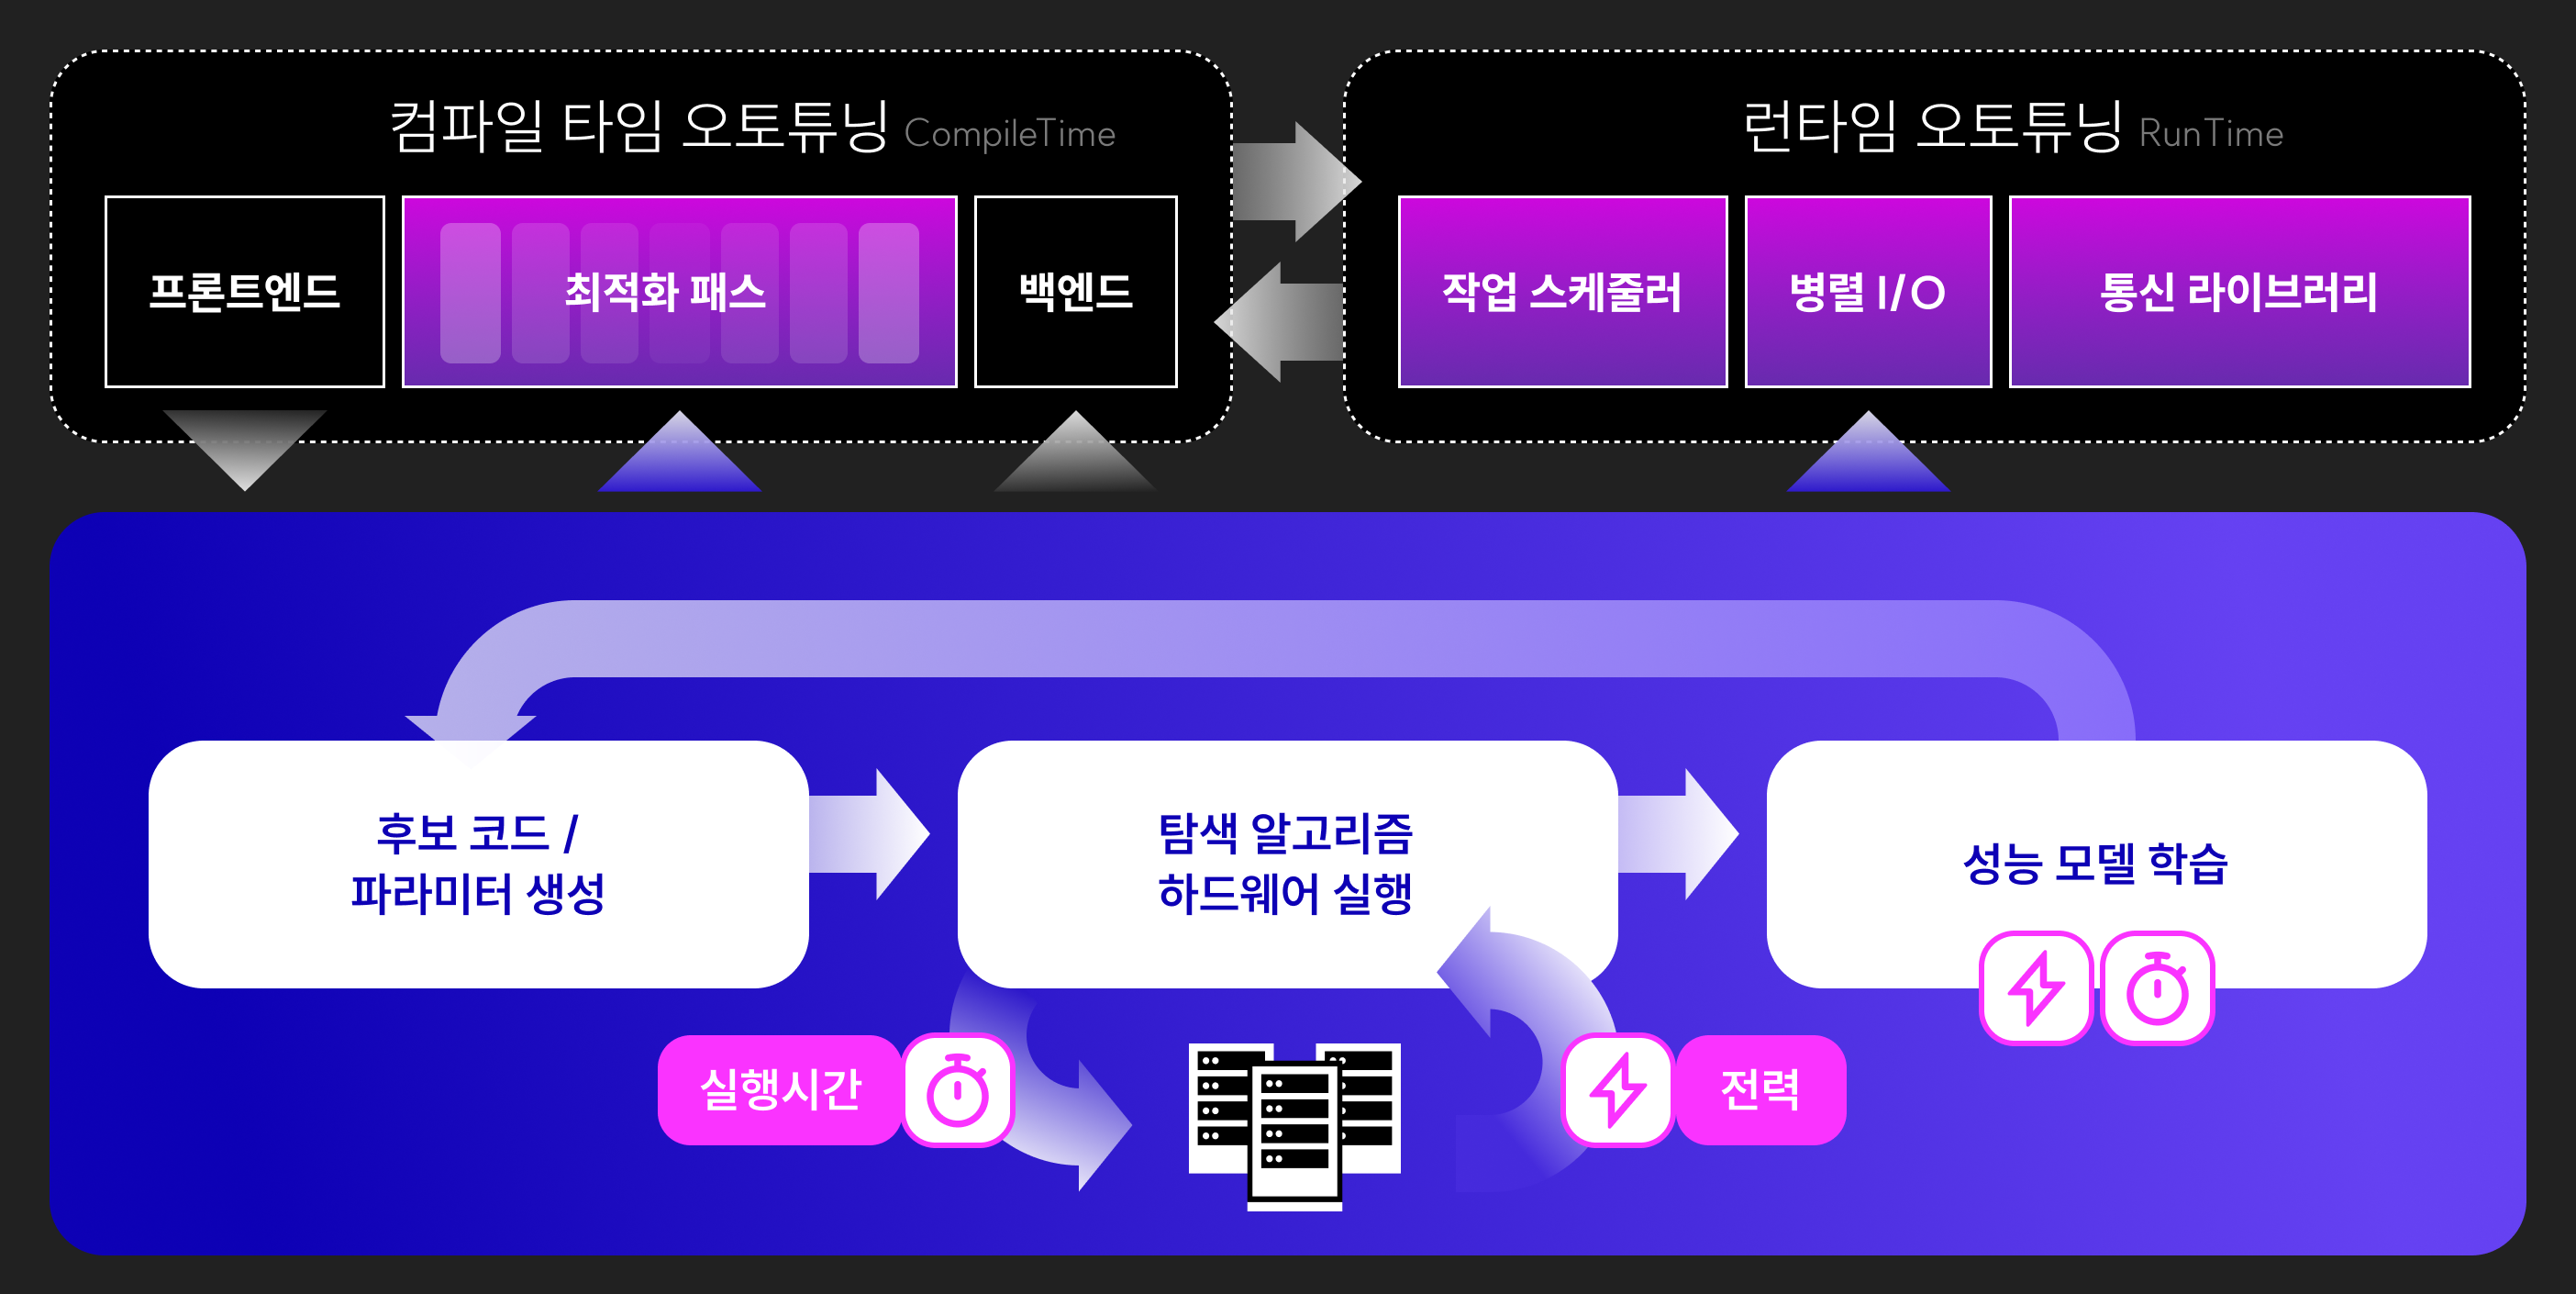 컴파일 타임 오토튜닝 CompileTime
프론트엔드
최적화 패스
백엔드
런타임 오토튜닝 RunTime
작업 스케줄러
병렬 I/O
통신 라이브러리
후보 코드 /
파라미터 생성
탐색 알고리즘
하드웨어 실행
성능 모델 학습
실행시간
전력